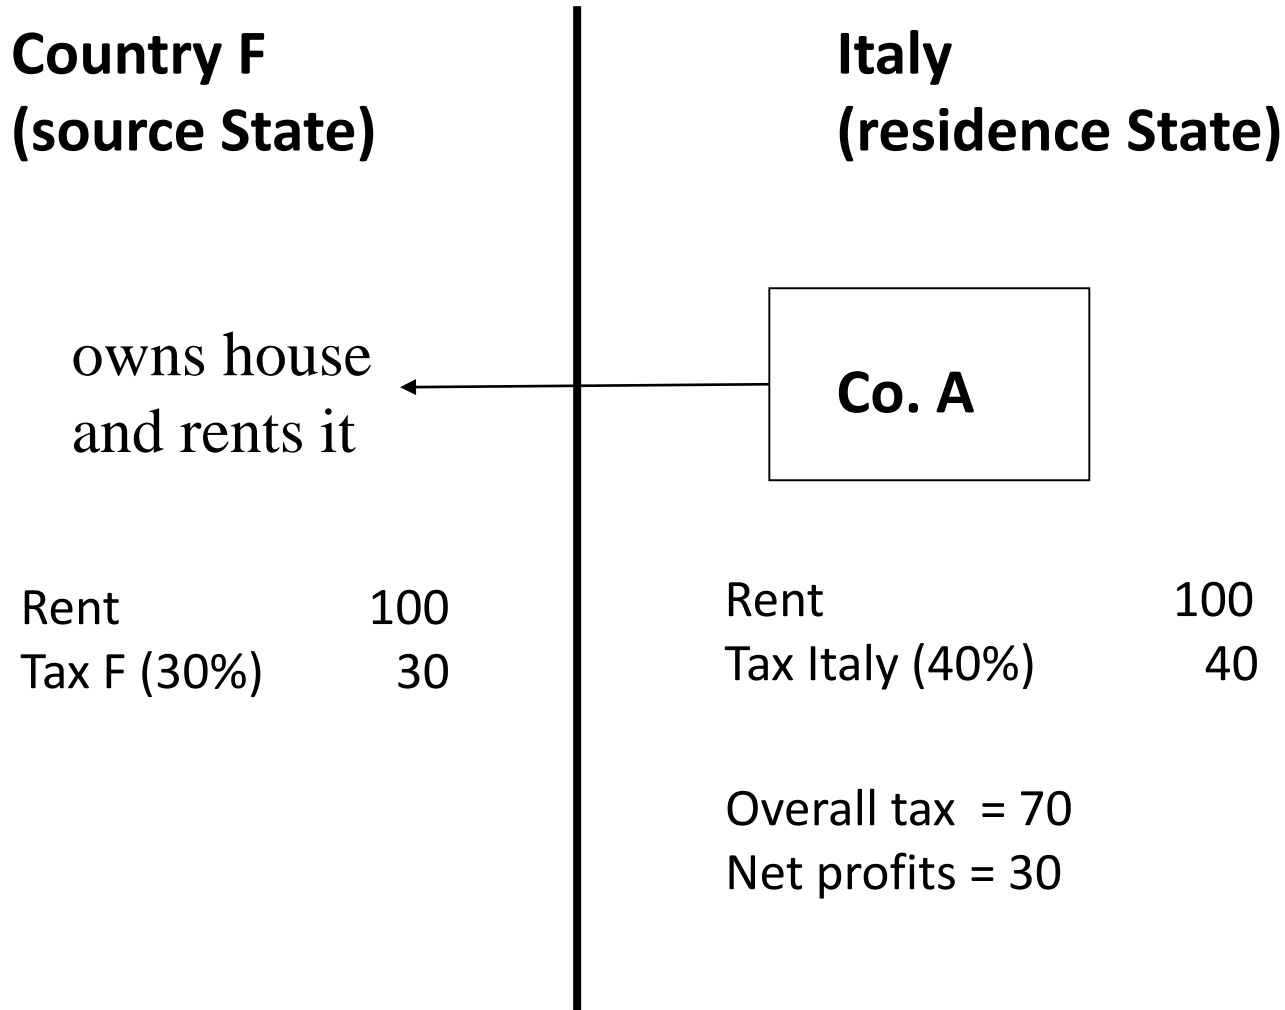 Country F
(source State)
Italy
(residence State)
owns house
and rents it
Co. A
Rent 100
Tax F (30%) 30
Rent 100
Tax Italy (40%) 40
Overall tax = 70
Net profits = 30